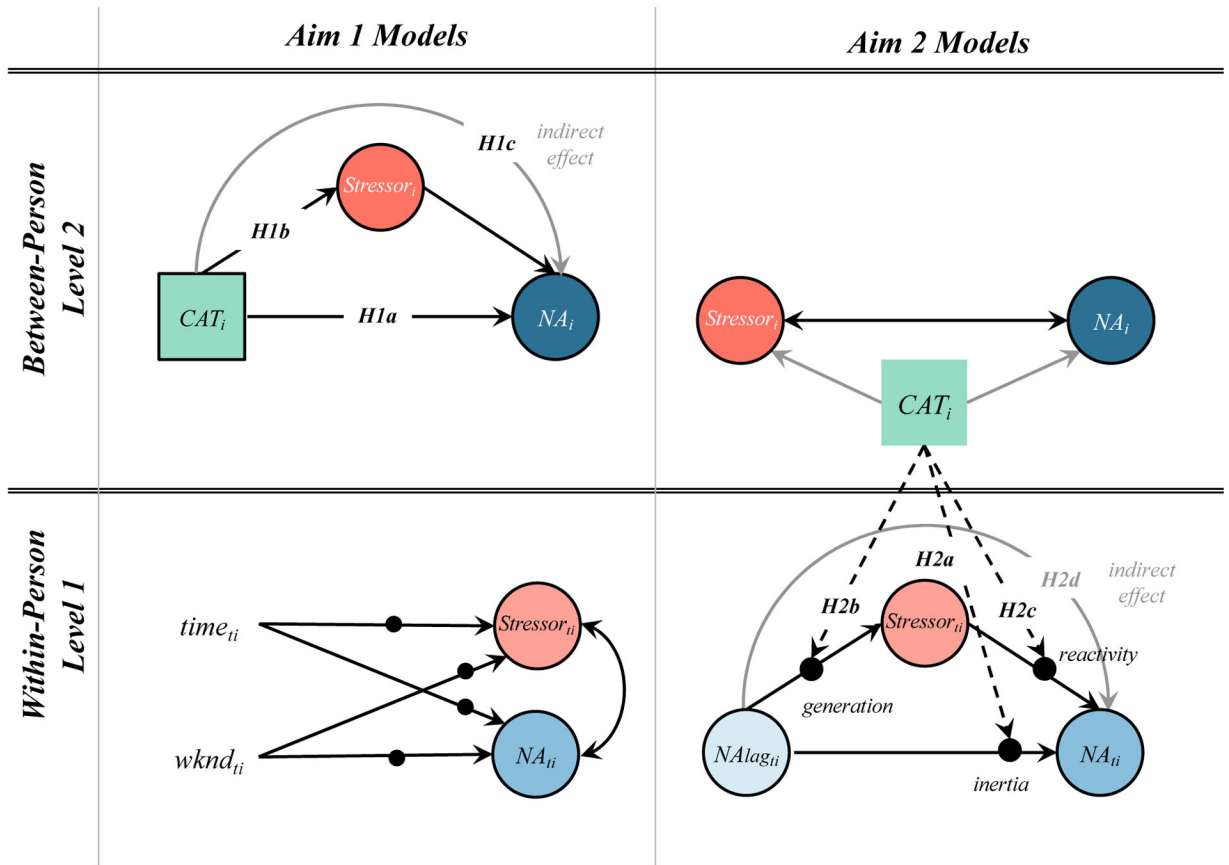 Aim 1 Models
Aim 2 Models
Between-Person
Level 2
H1c
indirect
effect
Stressor_i
H1b
CAT_i
H1a
NA_i
Stressor_i
NA_i
CAT_i
Within-Person
Level 1
time_ti
wknd_ti
Stressor_ti
NA_ti
H2a
H2d
indirect
effect
H2b
H2c
Stressor_ti
reactivity
generation
NAlag_ti
NA_ti
inertia